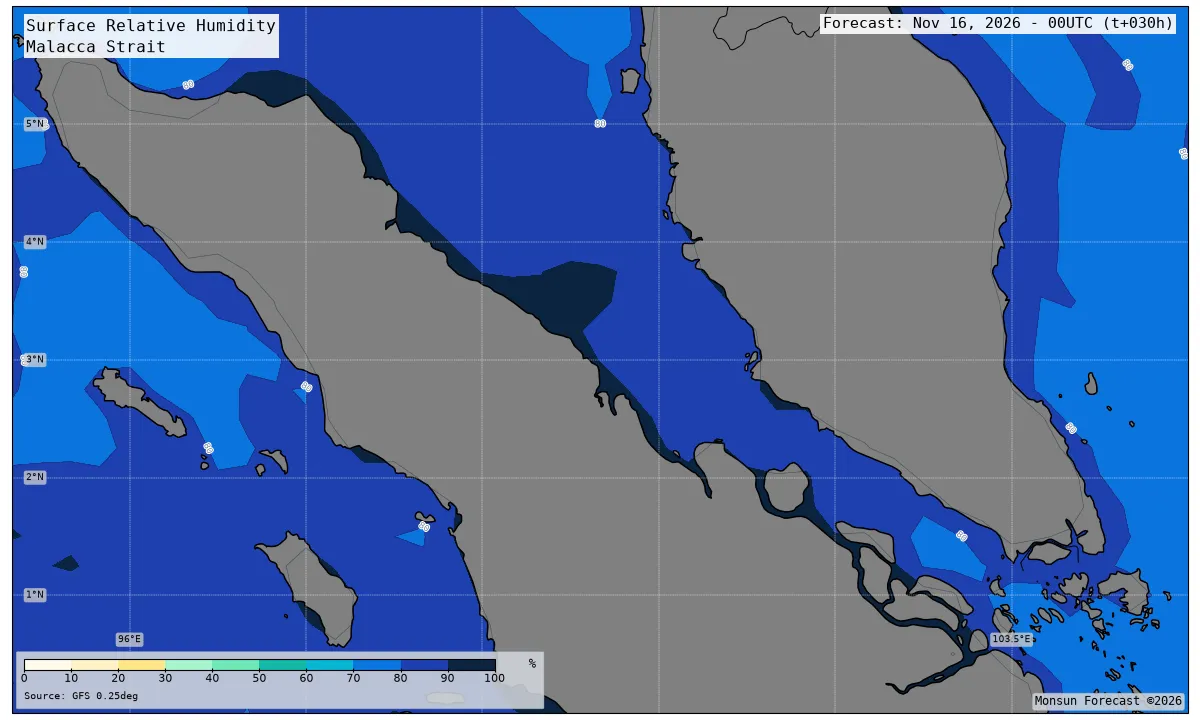 Surface Relative Humidity
Malacca Strait
Forecast: Nov 16, 2026 - 00UTC (t+030h)
80
80
80
80
5°N
4°N
80
3°N
80
80
80
2°N
80
80
1°N
96°E
103.5°E
%
0 10 20 30 40 50 60 70 80 90 100
Source: GFS 0.25deg
Monsun Forecast ©2026